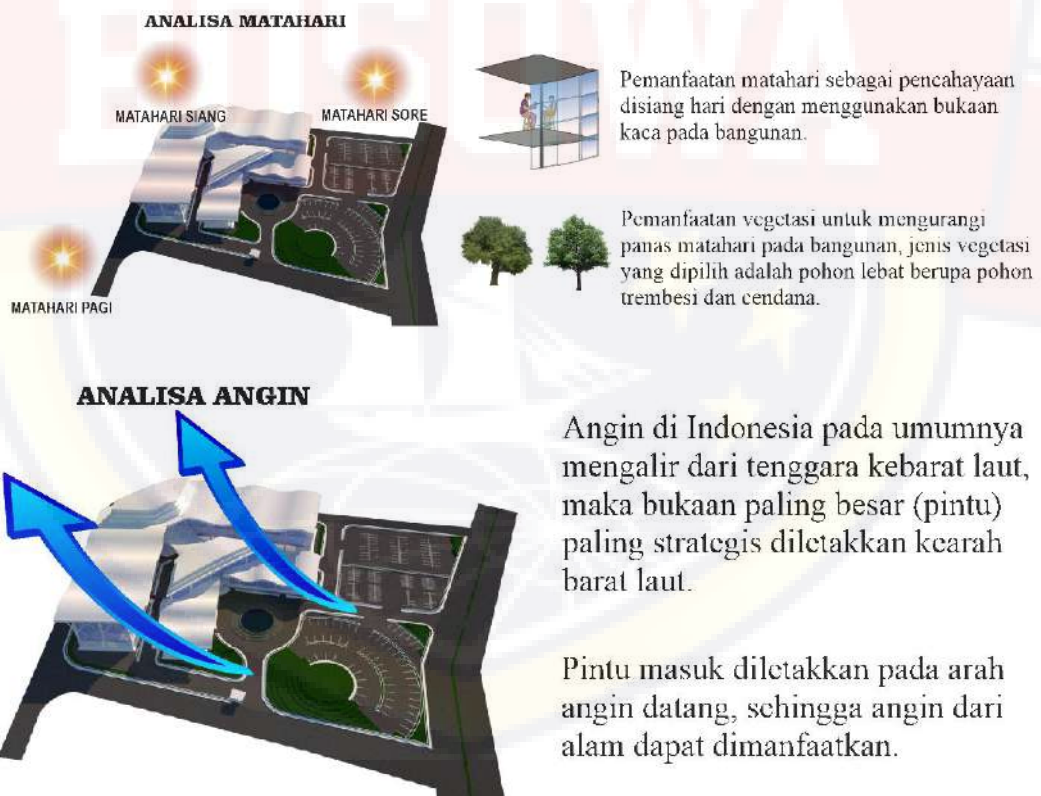 BOSOWA
ANALISA MATAHARI
MATAHARI SIANG
MATAHARI SORE
MATAHARI PAGI
Pemanfaatan matahari sebagai pencahayaan
disiang hari dengan menggunakan bukaan
kaca pada bangunan.
Pemanfaatan vegetasi untuk mengurangi
panas matahari pada bangunan, jenis vegetasi
yang dipilih adalah pohon lebat berupa pohon
trembesi dan cendana.
ANALISA ANGIN
Angin di Indonesia pada umumnya
mengalir dari tenggara kebarat laut,
maka bukaan paling besar (pintu)
paling strategis diletakkan kearah
barat laut.
Pintu masuk diletakkan pada arah
angin datang, sehingga angin dari
alam dapat dimanfaatkan.